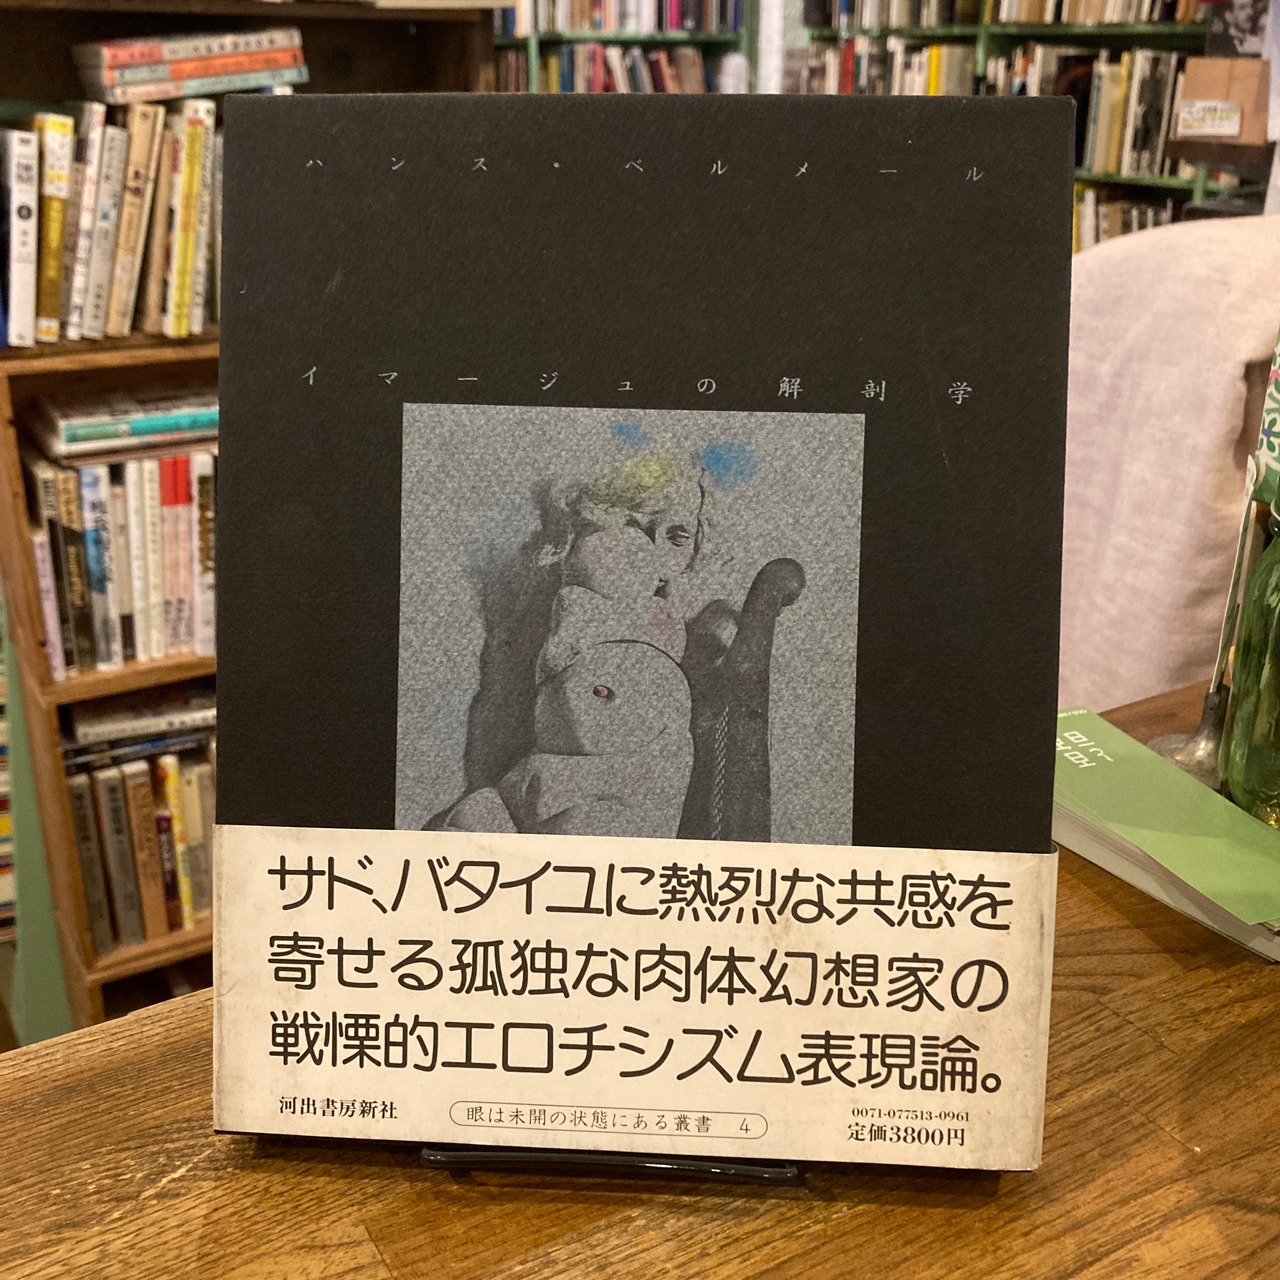 ハンス・ベルメール
イマージュの解剖学
サド、バタイユに熱烈な共感を
寄せる孤独な肉体幻想家の
戦慄的エロチシズム表現論。
河出書房新社
眼は未開の状態にある叢書 4
0071-077513-0961
定価3800円